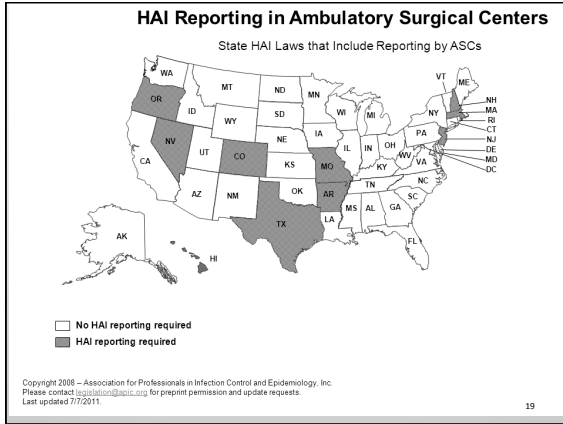 HAI Reporting in Ambulatory Surgical Centers
State HAI Laws that Include Reporting by ASCs
WA
MT
ND
MN
VT
ME
OR
ID
SD
WI
MI
NY
NH
MA
RI
CT
NJ
DE
MD
DC
WY
NV
UT
CO
NE
IA
IL
IN
OH
PA
WV
VA
CA
KS
MO
KY
NC
TN
SC
AZ
NM
OK
AR
MS
AL
GA
LA
TX
FL
AK
HI
No HAI reporting required
HAI reporting required
Copyright 2008 – Association for Professionals in Infection Control and Epidemiology, Inc.
Please contact legislation@apic.org for preprint permission and update requests.
Last updated 7/7/2011.
19